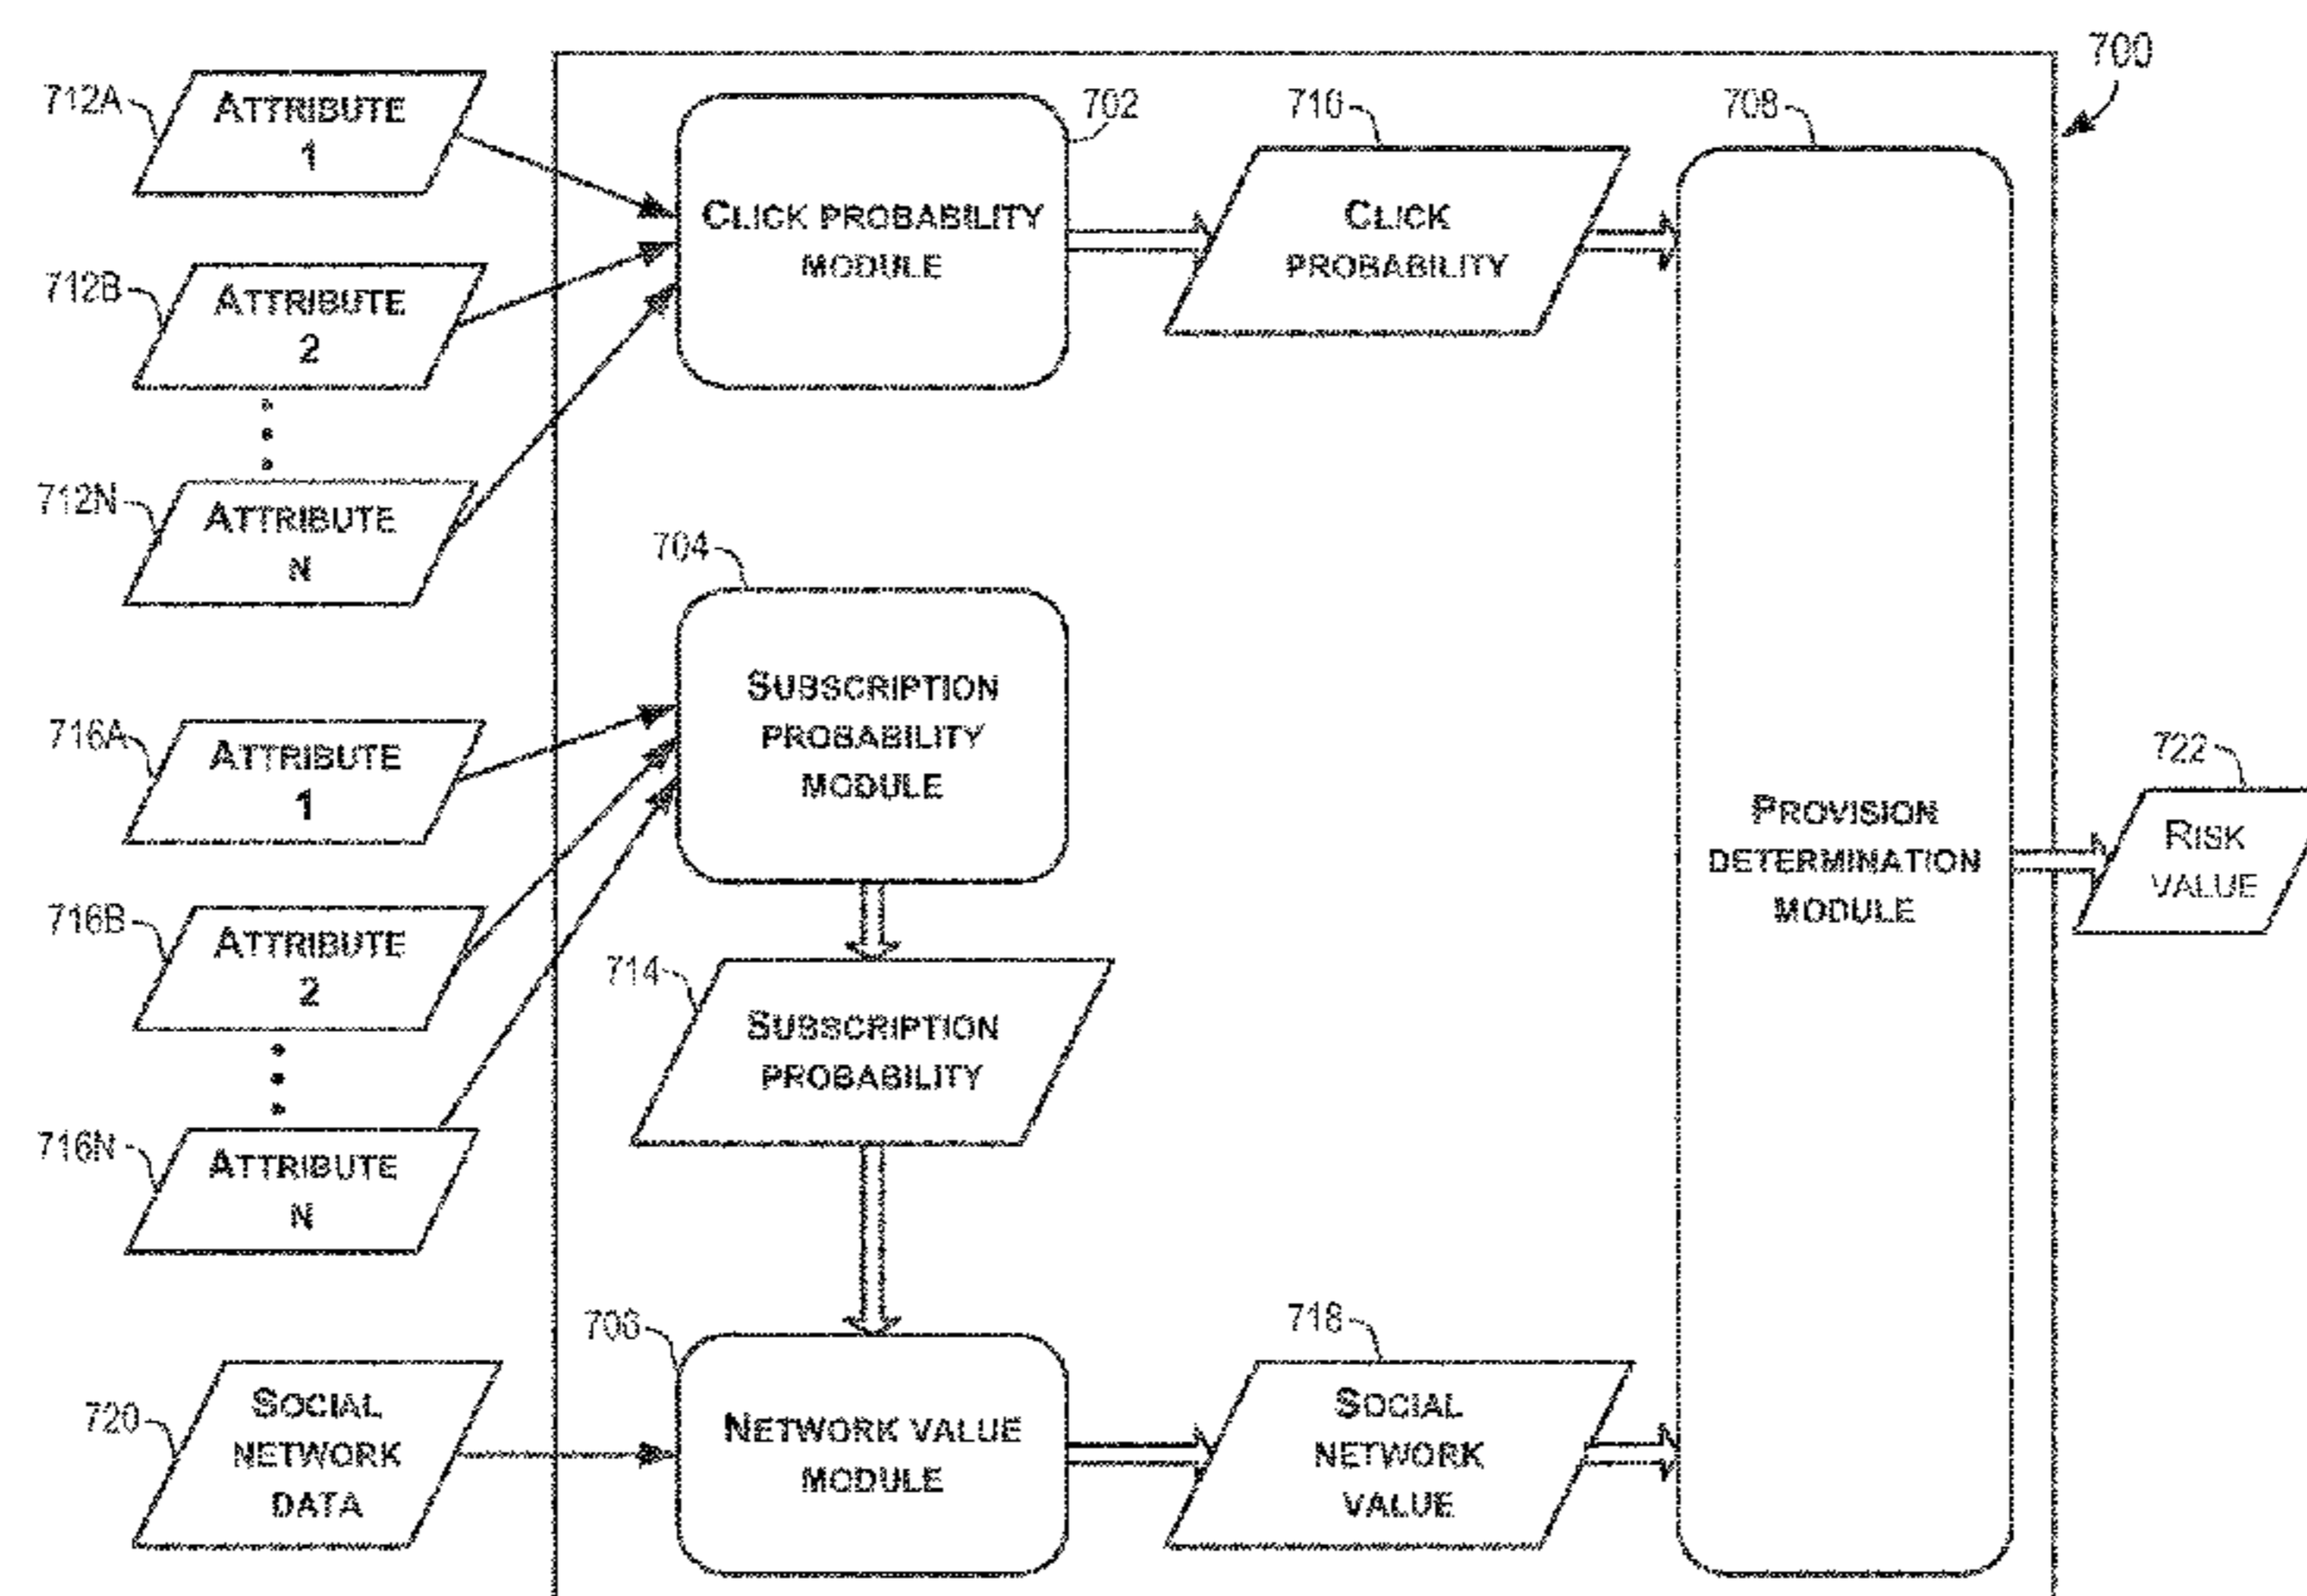 700
712A
ATTRIBUTE
1
702
CLICK PROBABILITY
MODULE
710
CLICK
PROBABILITY
708
712B
ATTRIBUTE
2
712N
ATTRIBUTE
N
704
SUBSCRIPTION
PROBABILITY
MODULE
716A
ATTRIBUTE
1
716B
ATTRIBUTE
2
714
SUBSCRIPTION
PROBABILITY
PROVISION
DETERMINATION
MODULE
722
RISK
VALUE
716N
ATTRIBUTE
N
706
NETWORK VALUE
MODULE
720
SOCIAL
NETWORK
DATA
718
SOCIAL
NETWORK
VALUE